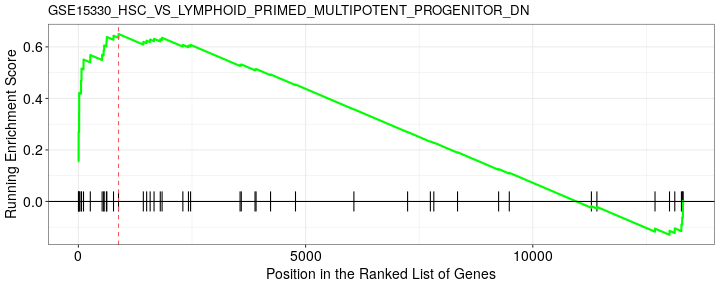 GSE15330_HSC_VS_LYMPHOID_PRIMED_MULTIPOTENT_PROGENITOR_DN
Running Enrichment Score
0.6
0.4
0.2
0.0
0 5000 10000
Position in the Ranked List of Genes